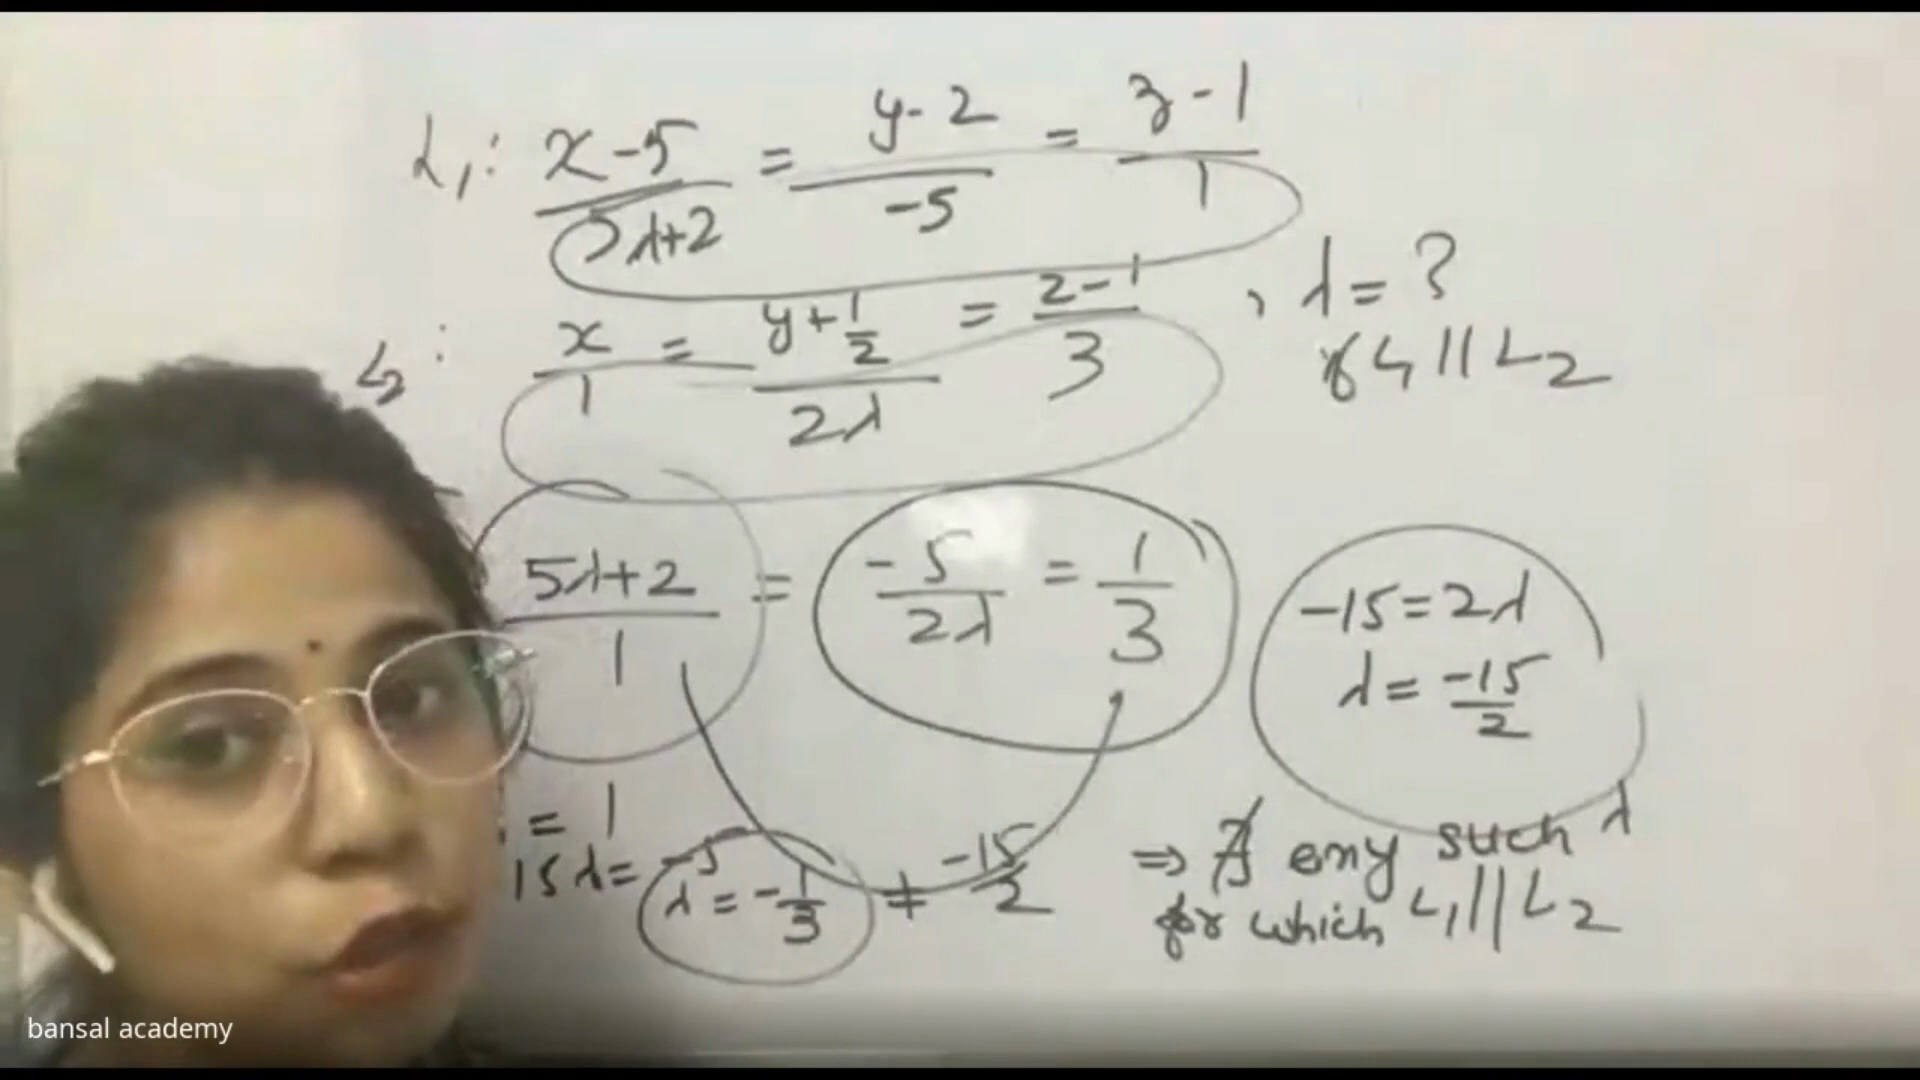 L₁: x-5/5λ+2 = y-2/-5 = z-1/1
L₂: x/1 = y+1/2/2λ = z-1/3 , λ = ?
if L₁ || L₂
5λ+2/1 = -5/2λ = 1/3
-15 = 2λ
λ = -15/2
= 1
15λ = -5
λ = -1/3 ≠ -15/2
⇒ ∄ any such λ
for which L₁ || L₂
bansal academy